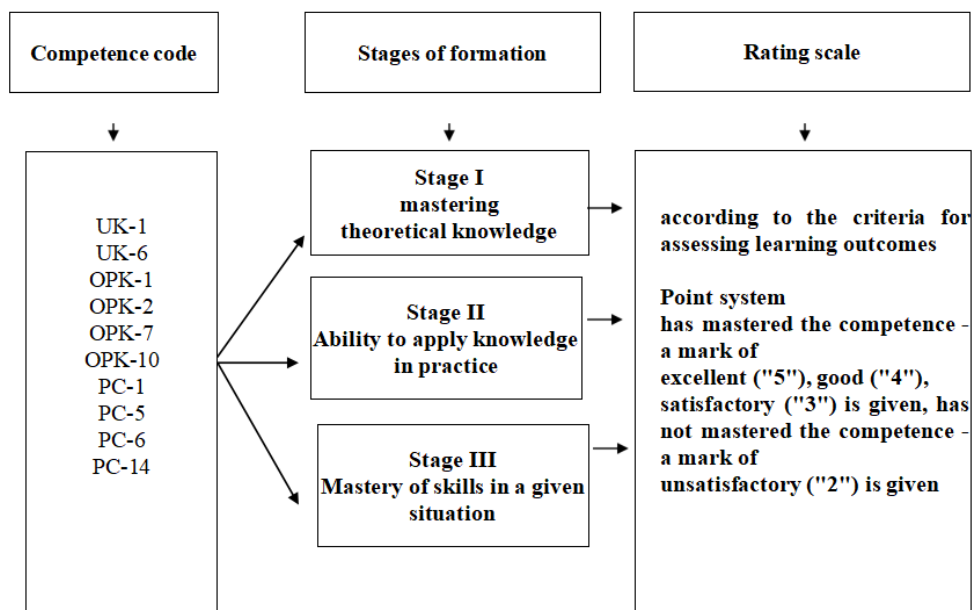 Competence code
Stages of formation
Rating scale
UK-1
UK-6
OPK-1
OPK-2
OPK-7
OPK-10
PC-1
PC-5
PC-6
PC-14
Stage I
mastering
theoretical knowledge
Stage II
Ability to apply knowledge
in practice
Stage III
Mastery of skills in a given
situation
according to the criteria for
assessing learning outcomes
Point system
has mastered the competence -
a mark of
excellent ("5"), good ("4"),
satisfactory ("3") is given, has
not mastered the competence -
a mark of
unsatisfactory ("2") is given